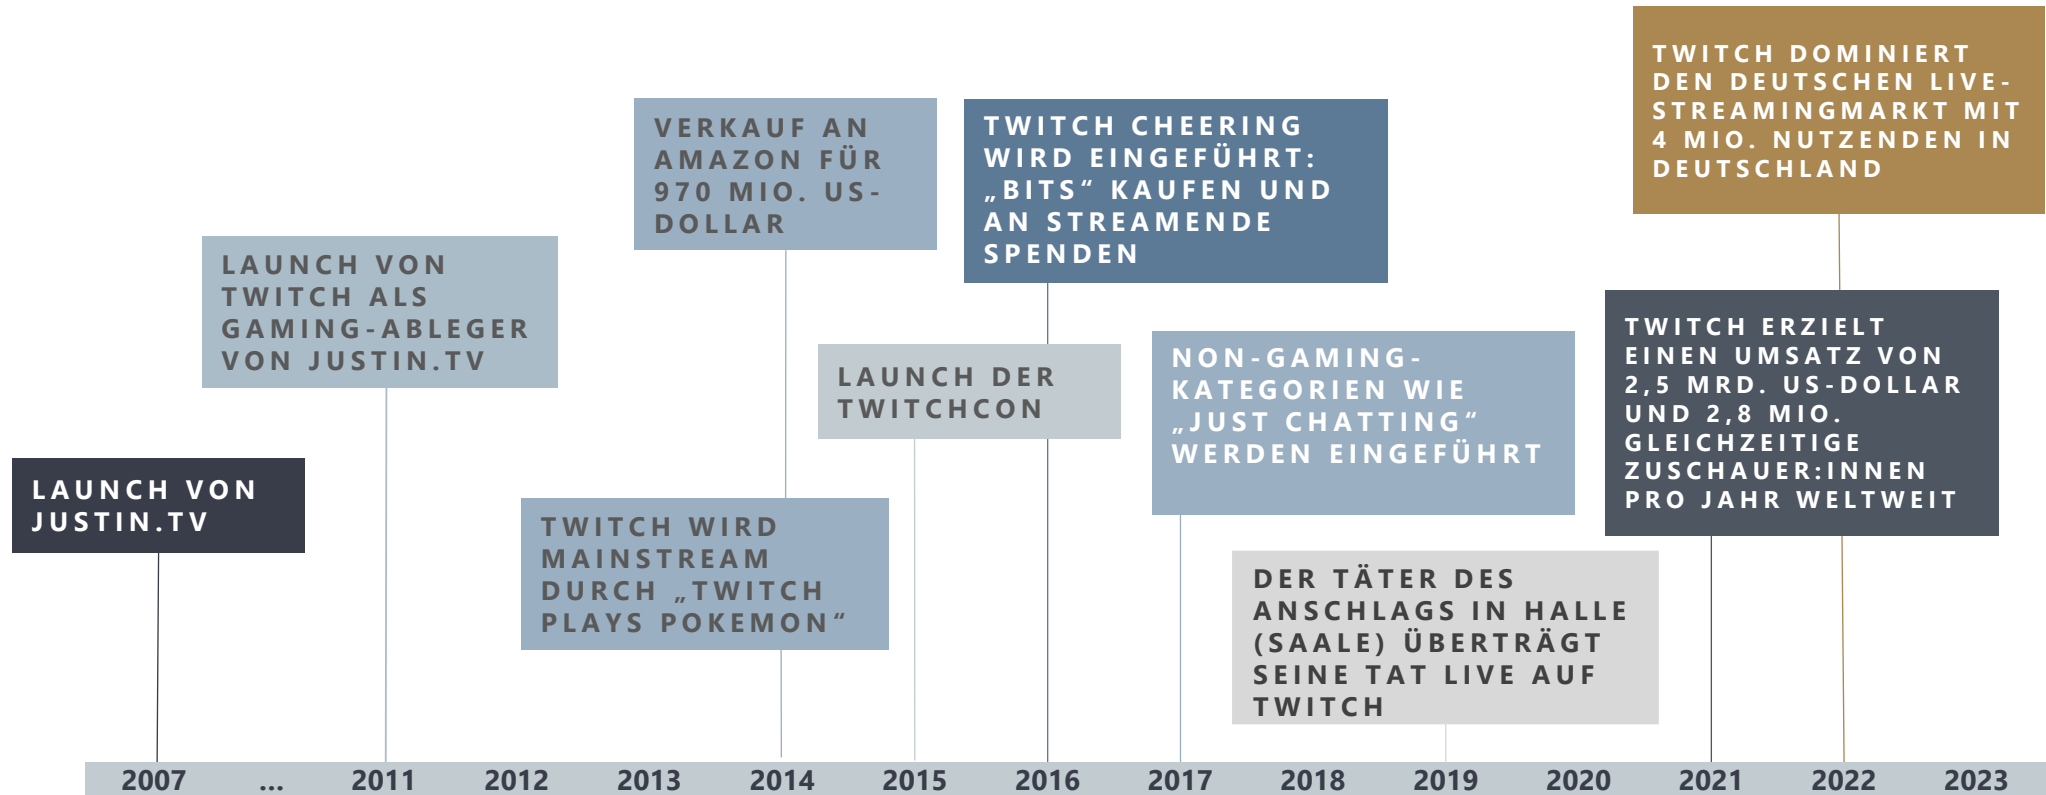 LAUNCH VON
JUSTIN.TV
LAUNCH VON
TWITCH ALS
GAMING-ABLEGER
VON JUSTIN.TV
TWITCH WIRD
MAINSTREAM
DURCH „TWITCH
PLAYS POKEMON“
VERKAUF AN
AMAZON FÜR
970 MIO. US-
DOLLAR
LAUNCH DER
TWITCHCON
TWITCH CHEERING
WIRD EINGEFÜHRT:
„BITS“ KAUFEN UND
AN STREAMENDE
SPENDEN
NON-GAMING-
KATEGORIEN WIE
„JUST CHATTING“
WERDEN EINGEFÜHRT
DER TÄTER DES
ANSCHLAGS IN HALLE
(SAALE) ÜBERTRÄGT
SEINE TAT LIVE AUF
TWITCH
TWITCH ERZIELT
EINEN UMSATZ VON
2,5 MRD. US-DOLLAR
UND 2,8 MIO.
GLEICHZEITIGE
ZUSCHAUER:INNEN
PRO JAHR WELTWEIT
TWITCH DOMINIERT
DEN DEUTSCHEN LIVE-
STREAMINGMARKT MIT
4 MIO. NUTZENDEN IN
DEUTSCHLAND
2007 ... 2011 2012 2013 2014 2015 2016 2017 2018 2019 2020 2021 2022 2023